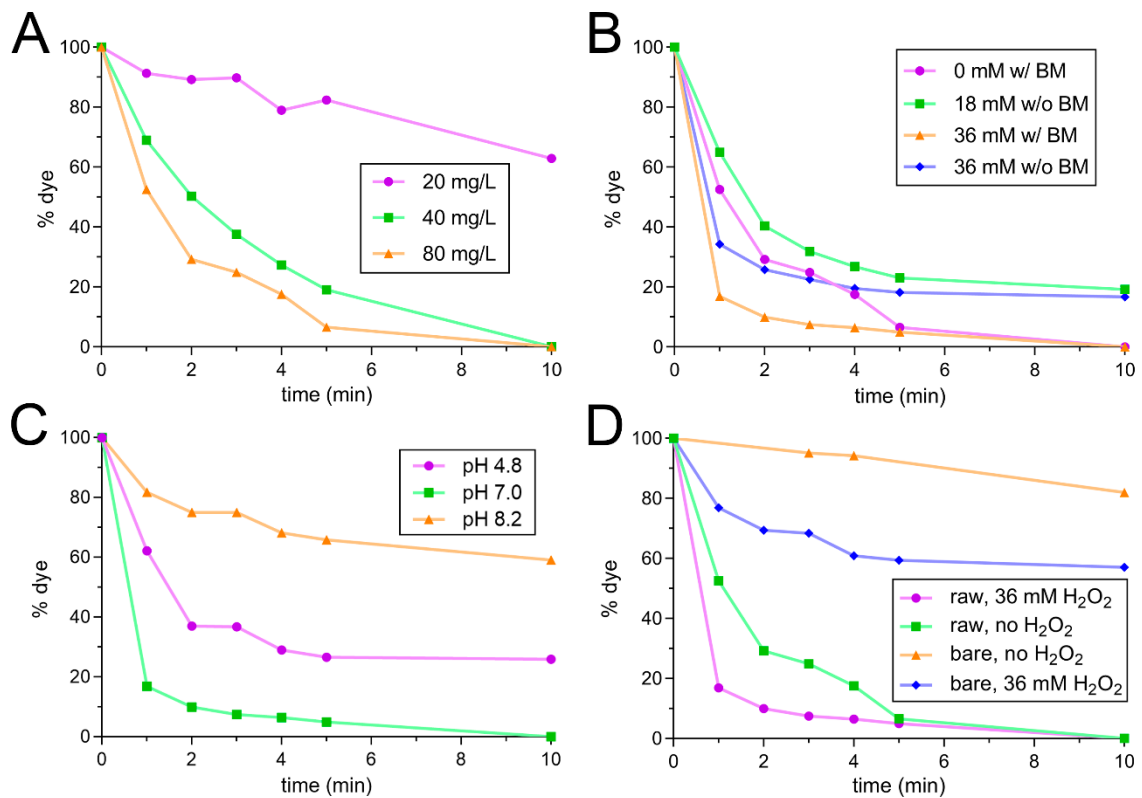 A
100
80
60
40
20
0
% dye
20 mg/L
40 mg/L
80 mg/L
0 2 4 6 8 10
time (min)
B
100
80
60
40
20
0
% dye
0 mM w/ BM
18 mM w/o BM
36 mM w/ BM
36 mM w/o BM
0 2 4 6 8 10
time (min)
C
100
80
60
40
20
0
% dye
pH 4.8
pH 7.0
pH 8.2
0 2 4 6 8 10
time (min)
D
100
80
60
40
20
0
% dye
raw, 36 mM H₂O₂
raw, no H₂O₂
bare, no H₂O₂
bare, 36 mM H₂O₂
0 2 4 6 8 10
time (min)